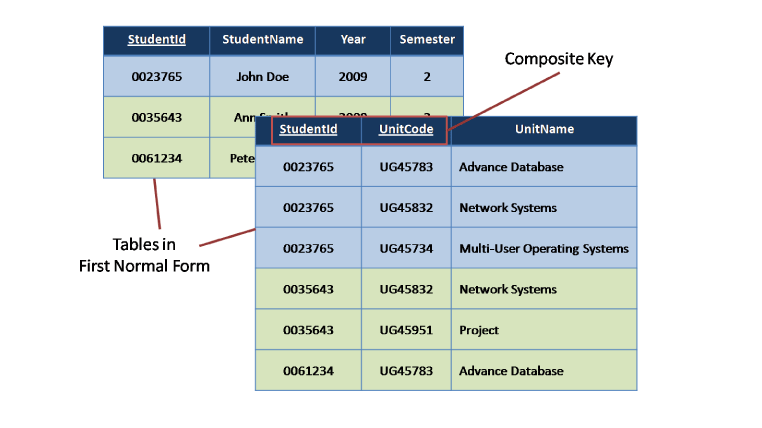 StudentId StudentName Year Semester
0023765 John Doe 2009 2
Composite Key
0035643
StudentId UnitCode UnitName
0061234 Pete
0023765 UG45783 Advance Database
0023765 UG45832 Network Systems
0023765 UG45734 Multi-User Operating Systems
Tables in
First Normal Form
0035643 UG45832 Network Systems
0035643 UG45951 Project
0061234 UG45783 Advance Database